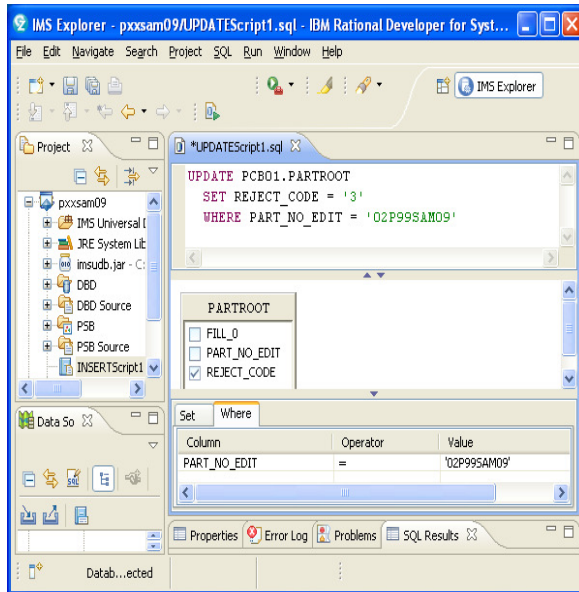 IMS Explorer - pxxsam09/UPDATEScript1.sql - IBM Rational Developer for Syst...
File Edit Navigate Search Project SQL Run Window Help
IMS Explorer
Project
*UPDATEScript1.sql
pxxsam09
IMS Universal
JRE System Lib
imsudb.jar - C:
DBD
DBD Source
PSB
PSB Source
INSERTScript1
UPDATE PCB01.PARTROOT
SET REJECT_CODE = '3'
WHERE PART_NO_EDIT = '02P99SAM09'
PARTROOT
FILL_0
PART_NO_EDIT
REJECT_CODE
Data So
Set Where
Column Operator Value
PART_NO_EDIT = '02P99SAM09'
Properties Error Log Problems SQL Results
Datab...ected